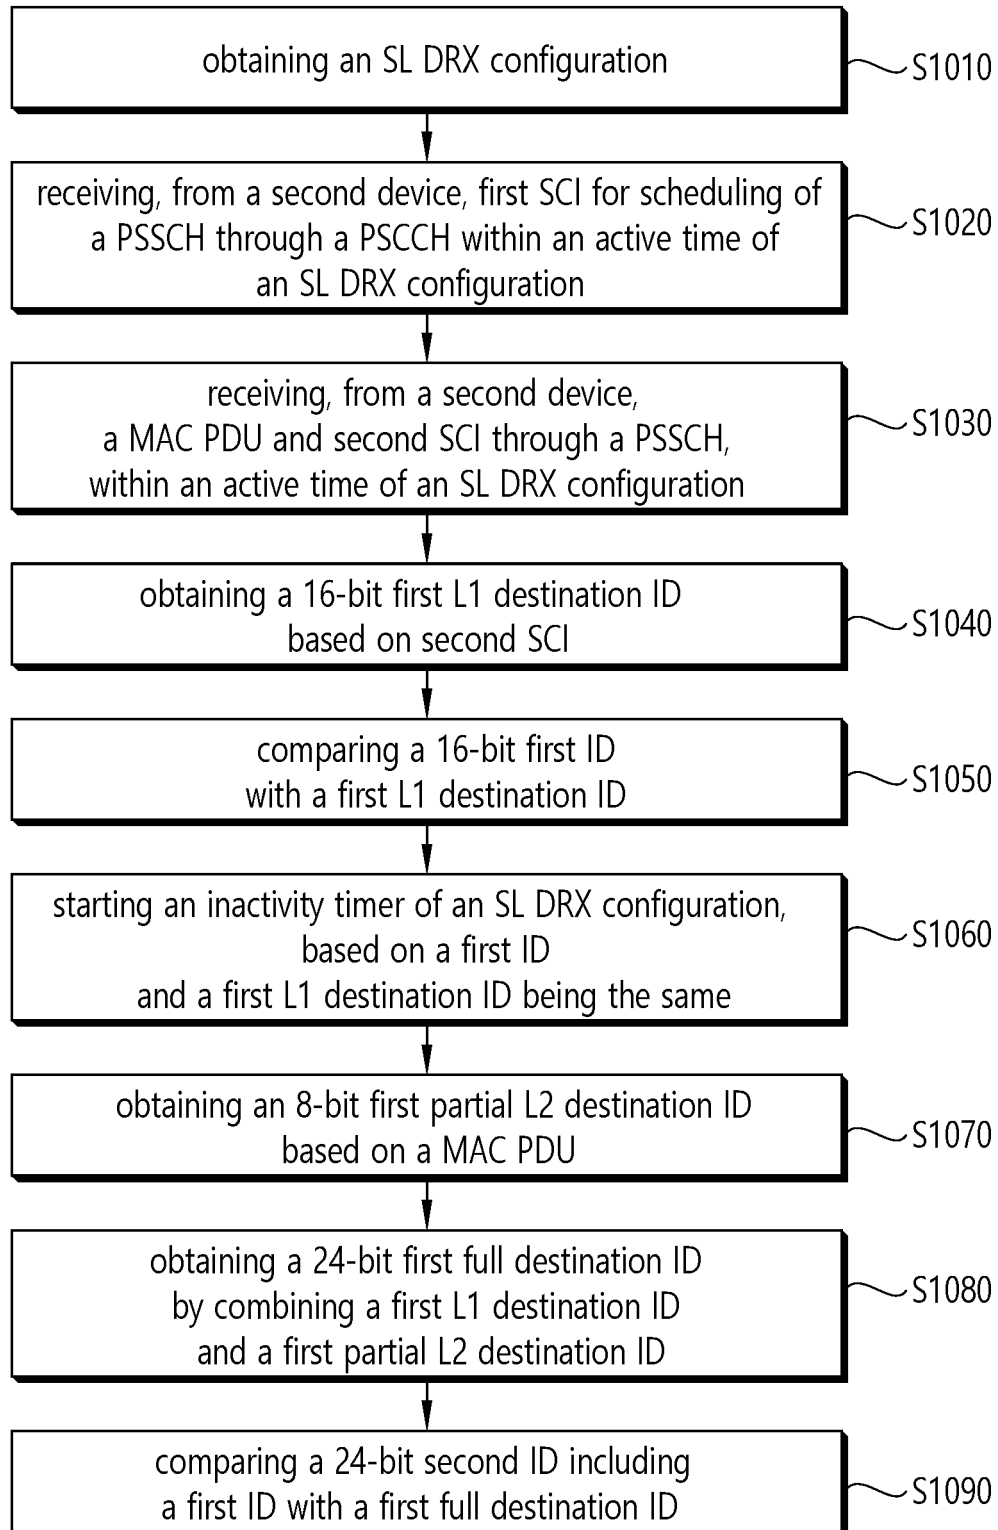 obtaining an SL DRX configuration
S1010
receiving, from a second device, first SCI for scheduling of
a PSSCH through a PSCCH within an active time of
an SL DRX configuration
S1020
receiving, from a second device,
a MAC PDU and second SCI through a PSSCH,
within an active time of an SL DRX configuration
S1030
obtaining a 16-bit first L1 destination ID
based on second SCI
S1040
comparing a 16-bit first ID
with a first L1 destination ID
S1050
starting an inactivity timer of an SL DRX configuration,
based on a first ID
and a first L1 destination ID being the same
S1060
obtaining an 8-bit first partial L2 destination ID
based on a MAC PDU
S1070
obtaining a 24-bit first full destination ID
by combining a first L1 destination ID
and a first partial L2 destination ID
S1080
comparing a 24-bit second ID including
a first ID with a first full destination ID
S1090